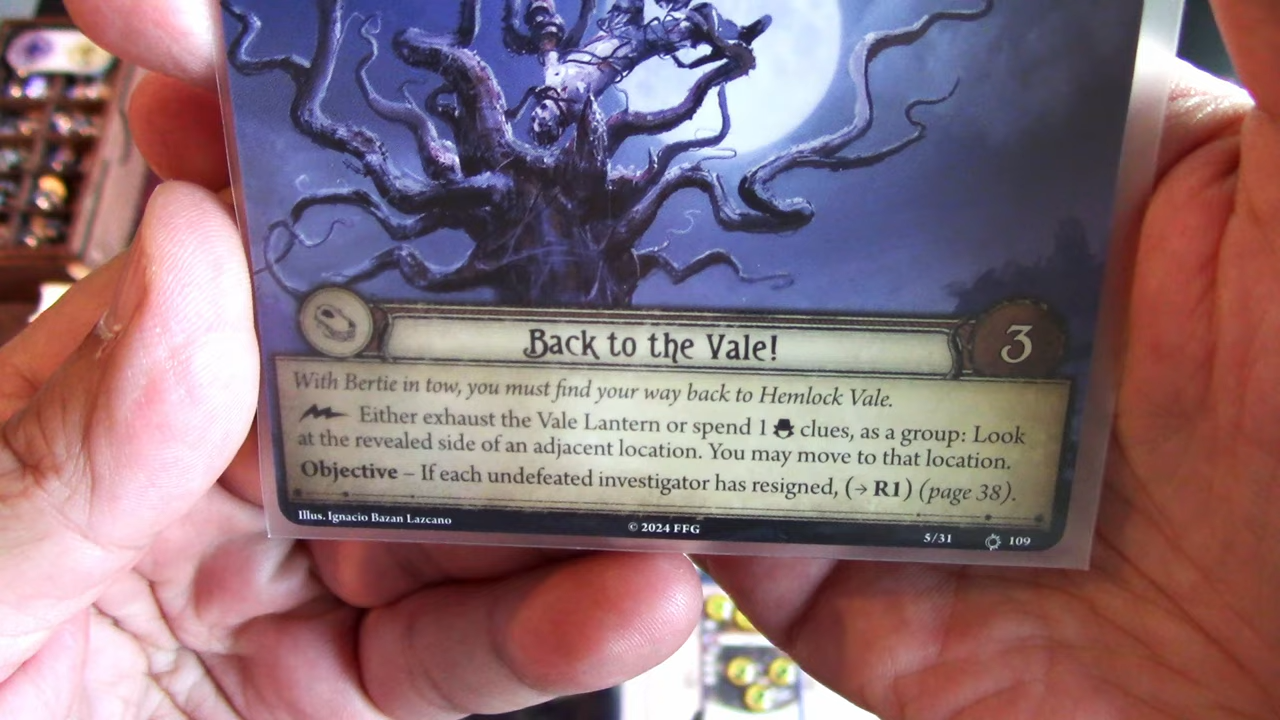 Back to the Vale!
3
With Bertie in tow, you must find your way back to Hemlock Vale.
Either exhaust the Vale Lantern or spend 1 clues, as a group: Look
at the revealed side of an adjacent location. You may move to that location.
Objective – If each undefeated investigator has resigned, (→ R1) (page 38).
Illus. Ignacio Bazan Lazcano
© 2024 FFG
5/31
109